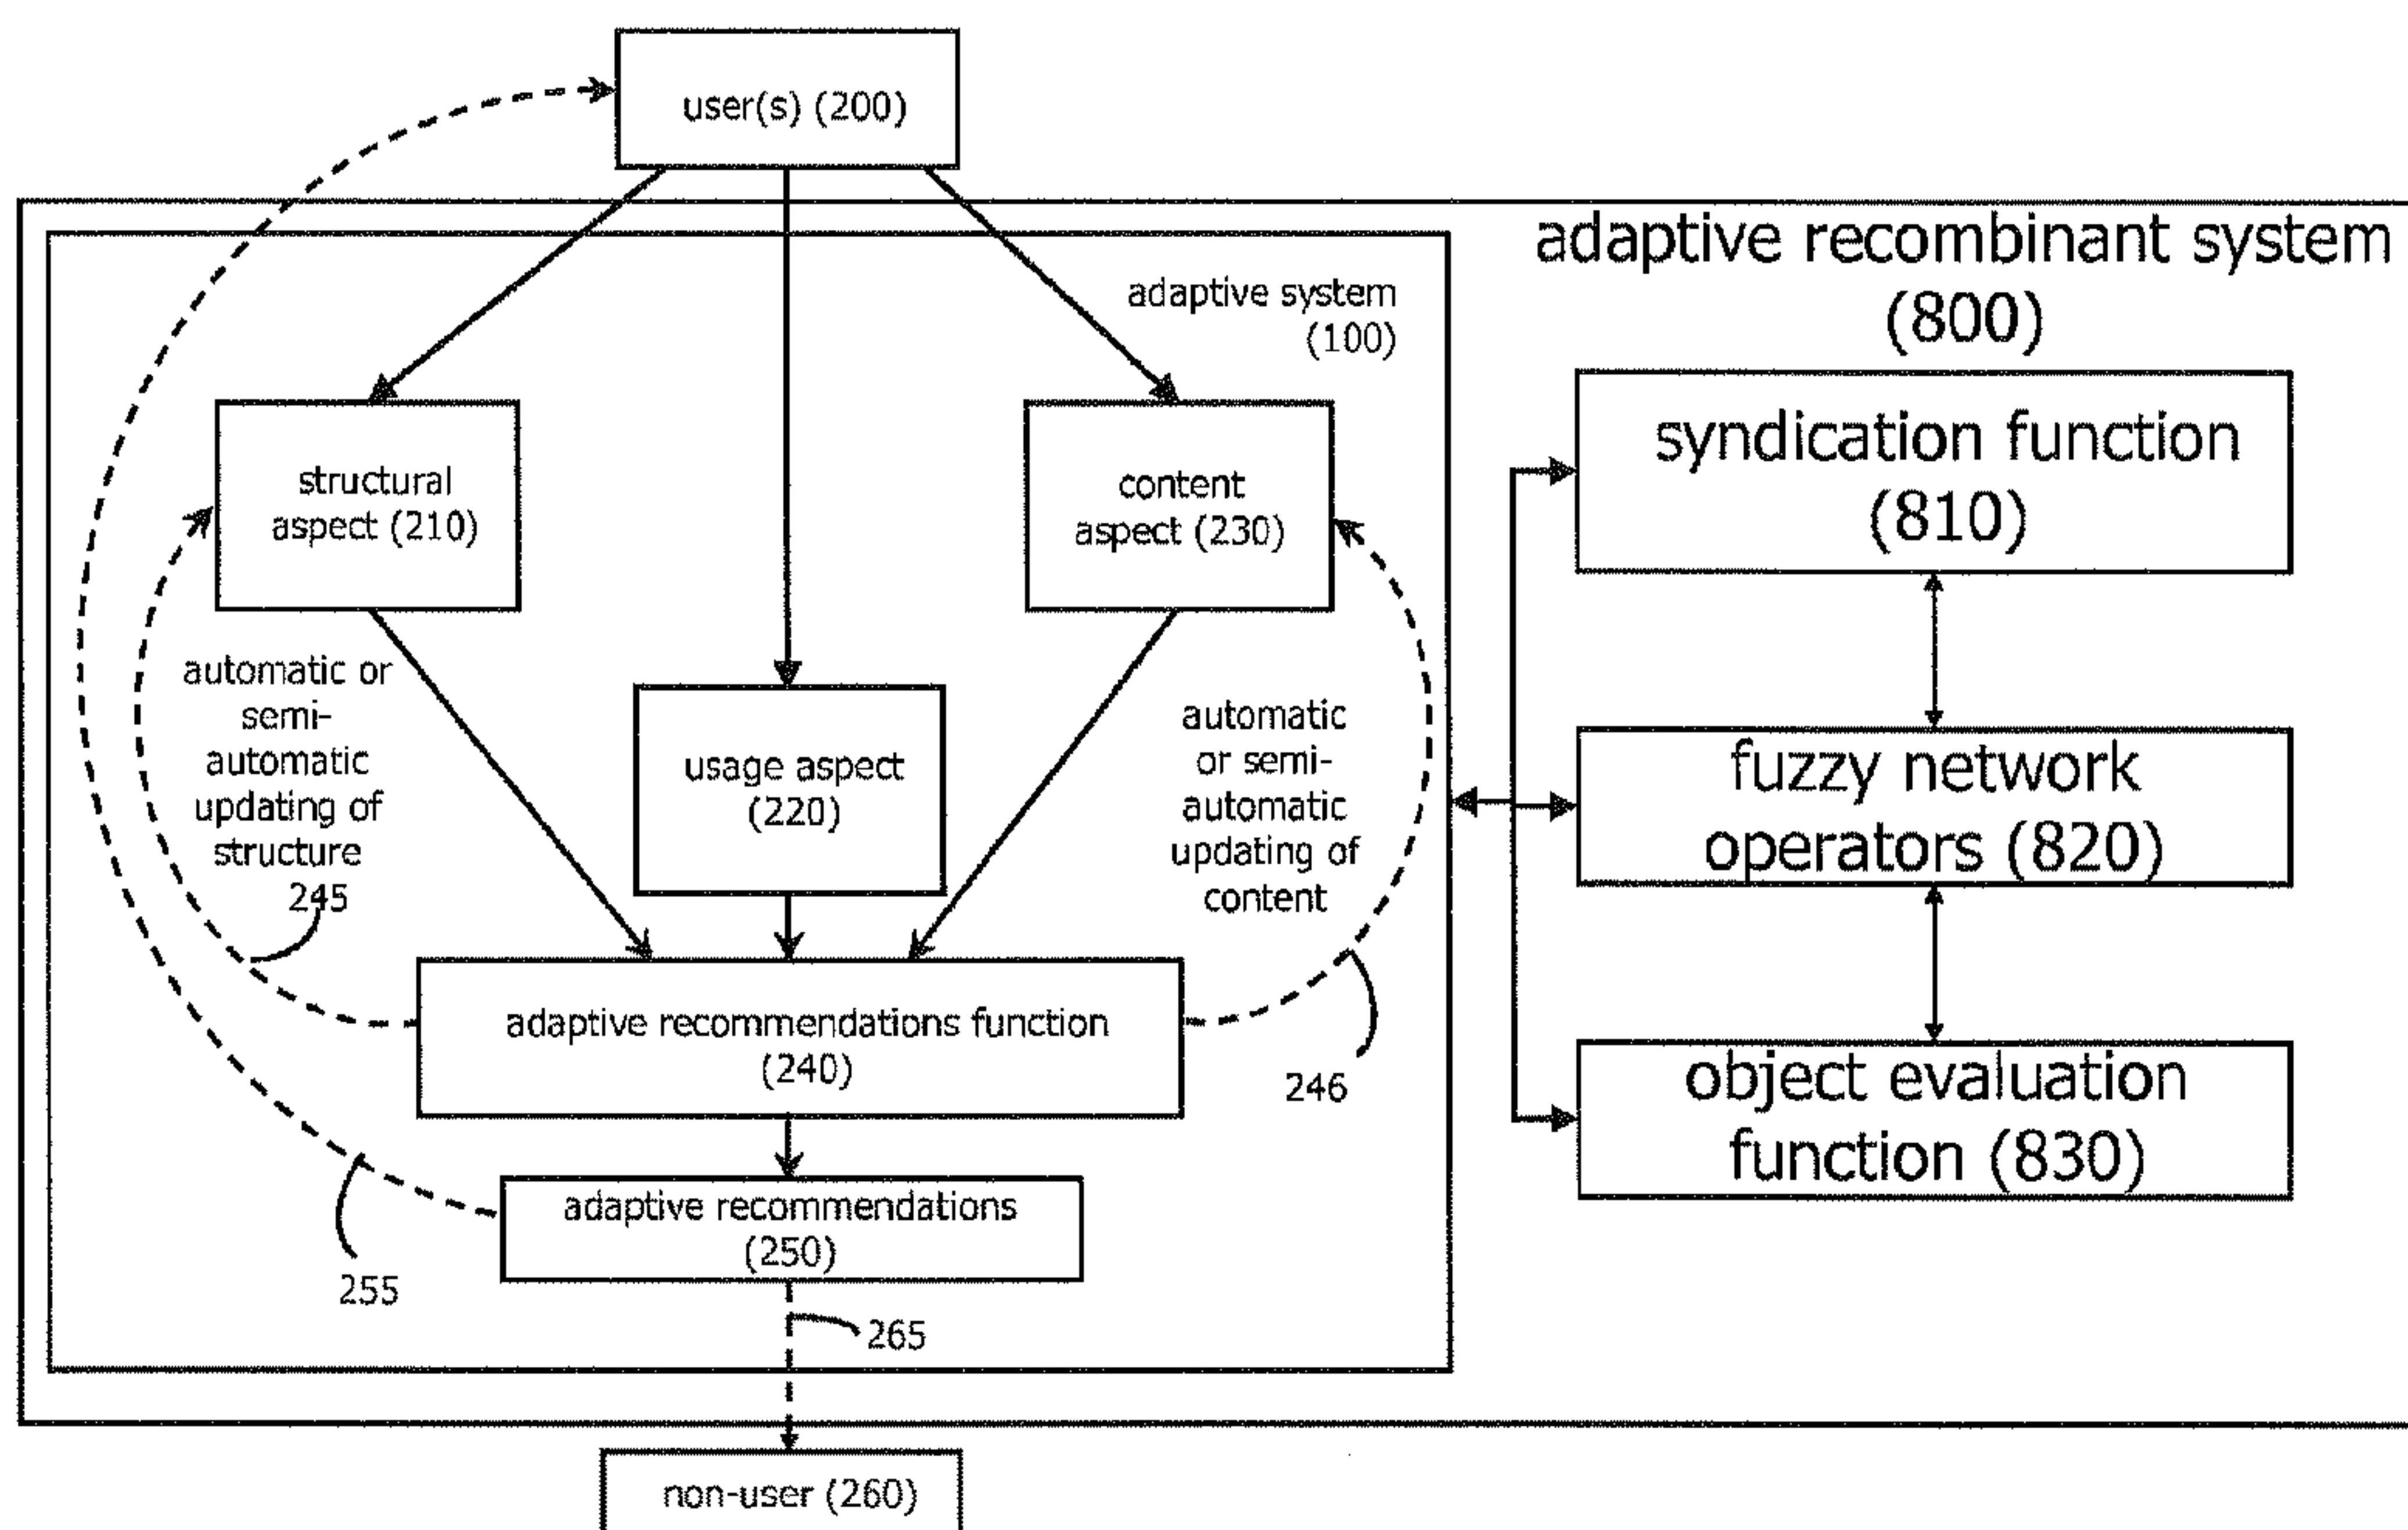 user(s) (200)
adaptive recombinant system
(800)
adaptive system
(100)
structural
aspect (210)
content
aspect (230)
syndication function
(810)
automatic or
semi-
automatic
updating of
structure
245
usage aspect
(220)
automatic
or semi-
automatic
updating of
content
fuzzy network
operators (820)
adaptive recommendations function
(240)
246
object evaluation
function (830)
adaptive recommendations
(250)
255
265
non-user (260)